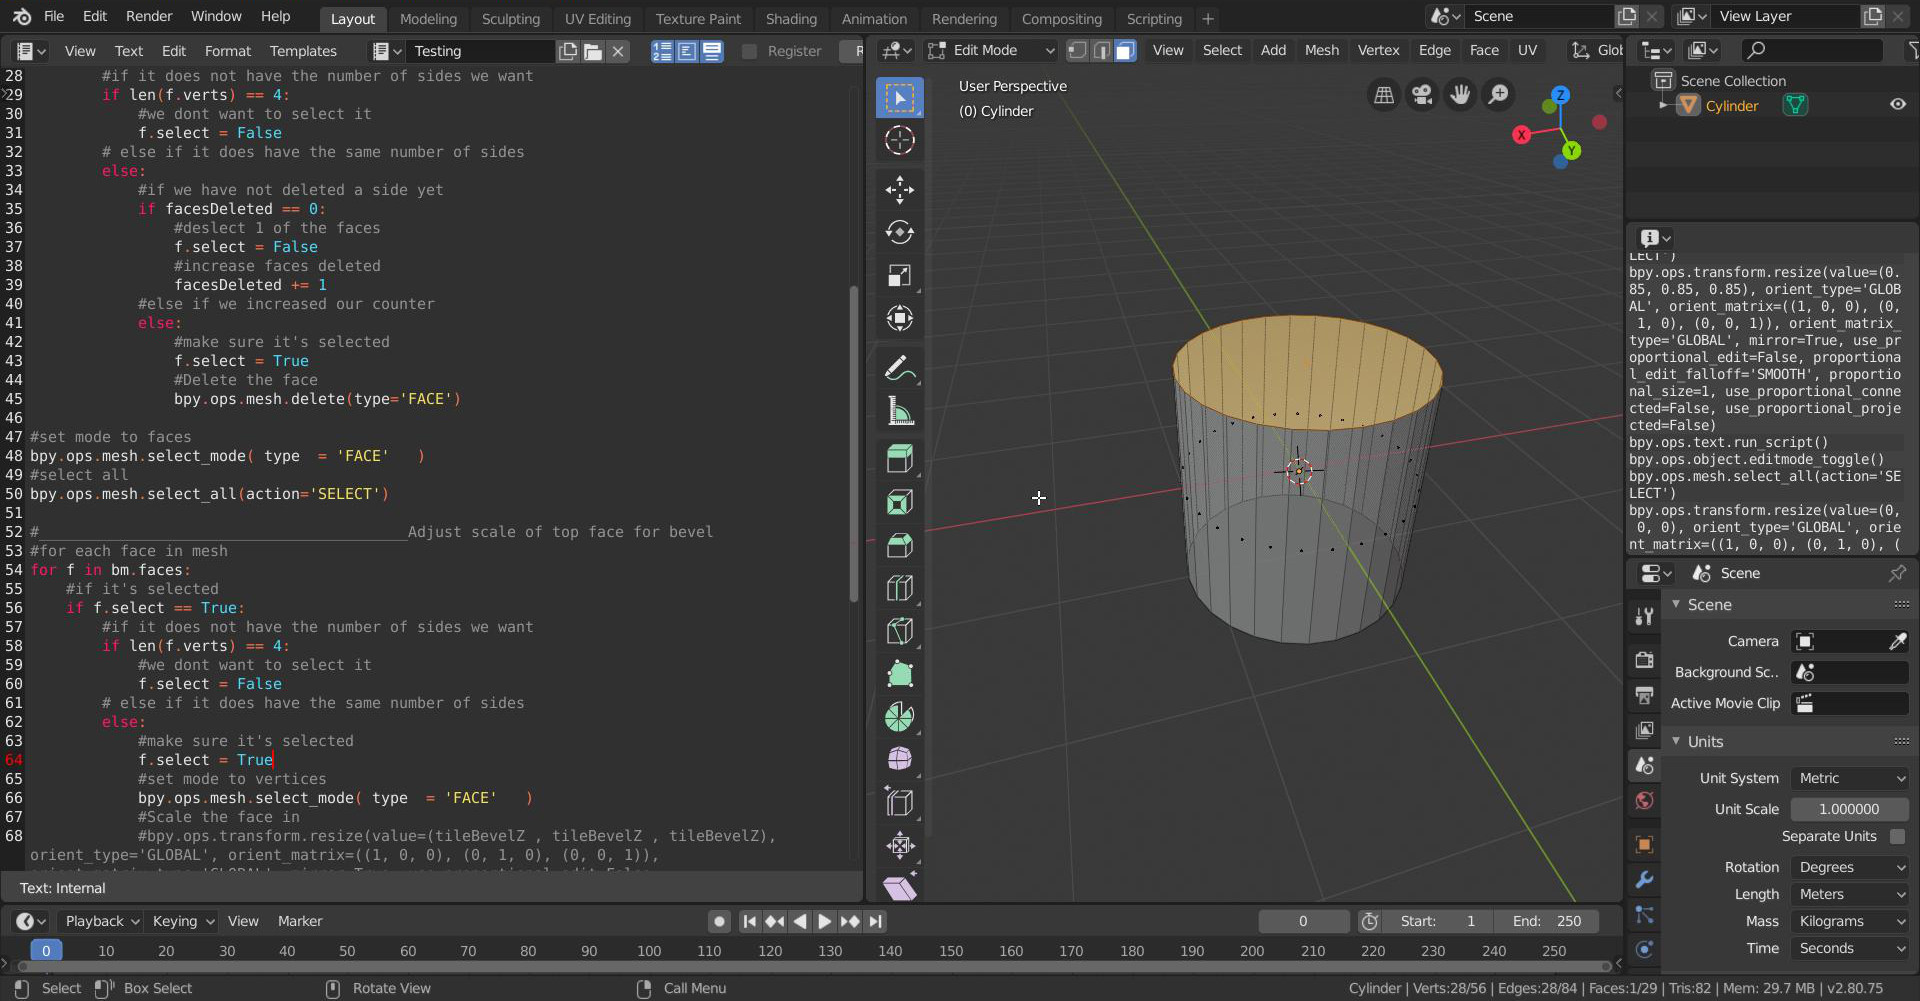 File Edit Render Window Help Layout Modeling Sculpting UV Editing Texture Paint Shading Animation Rendering Compositing Scripting + Scene View Layer
View Text Edit Format Templates Testing Register R
28 #if it does not have the number of sides we want
29 if len(f.verts) == 4:
30 #we dont want to select it
31 f.select = False
32 # else if it does have the same number of sides
33 else:
34 #if we have not deleted a side yet
35 if facesDeleted == 0:
36 #deslect 1 of the faces
37 f.select = False
38 #increase faces deleted
39 facesDeleted += 1
40 #else if we increased our counter
41 else:
42 #make sure it's selected
43 f.select = True
44 #Delete the face
45 bpy.ops.mesh.delete(type='FACE')
46
47 #set mode to faces
48 bpy.ops.mesh.select_mode( type = 'FACE' )
49 #select all
50 bpy.ops.mesh.select_all(action='SELECT')
51
52 #_________________________________________Adjust scale of top face for bevel
53 #for each face in mesh
54 for f in bm.faces:
55 #if it's selected
56 if f.select == True:
57 #if it does not have the number of sides we want
58 if len(f.verts) == 4:
59 #we dont want to select it
60 f.select = False
61 # else if it does have the same number of sides
62 else:
63 #make sure it's selected
64 f.select = True
65 #set mode to vertices
66 bpy.ops.mesh.select_mode( type = 'FACE' )
67 #Scale the face in
68 #bpy.ops.transform.resize(value=(tileBevelZ , tileBevelZ , tileBevelZ),
orient_type='GLOBAL', orient_matrix=((1, 0, 0), (0, 1, 0), (0, 0, 1)),
Text: Internal
Edit Mode View Select Add Mesh Vertex Edge Face UV Glob
User Perspective
(0) Cylinder
Z
X
Y
Scene Collection
Cylinder
LECT')
bpy.ops.transform.resize(value=(0.
85, 0.85, 0.85), orient_type='GLOB
AL', orient_matrix=((1, 0, 0), (0,
1, 0), (0, 0, 1)), orient_matrix_
type='GLOBAL', mirror=True, use_pr
oportional_edit=False, proportiona
l_edit_falloff='SMOOTH', proportio
nal_size=1, use_proportional_conne
cted=False, use_proportional_proje
cted=False)
bpy.ops.text.run_script()
bpy.ops.object.editmode_toggle()
bpy.ops.mesh.select_all(action='SE
LECT')
bpy.ops.transform.resize(value=(0,
0, 0), orient_type='GLOBAL', orie
nt_matrix=((1, 0, 0), (0, 1, 0), (
Scene
Scene
Camera
Background Sc..
Active Movie Clip
Units
Unit System Metric
Unit Scale 1.000000
Separate Units
Rotation Degrees
Length Meters
Mass Kilograms
Time Seconds
Playback Keying View Marker 0 Start: 1 End: 250
0 10 20 30 40 50 60 70 80 90 100 110 120 130 140 150 160 170 180 190 200 210 220 230 240 250
Select Box Select Rotate View Call Menu Cylinder | Verts:28/56 | Edges:28/84 | Faces:1/29 | Tris:82 | Mem: 29.7 MB | v2.80.75